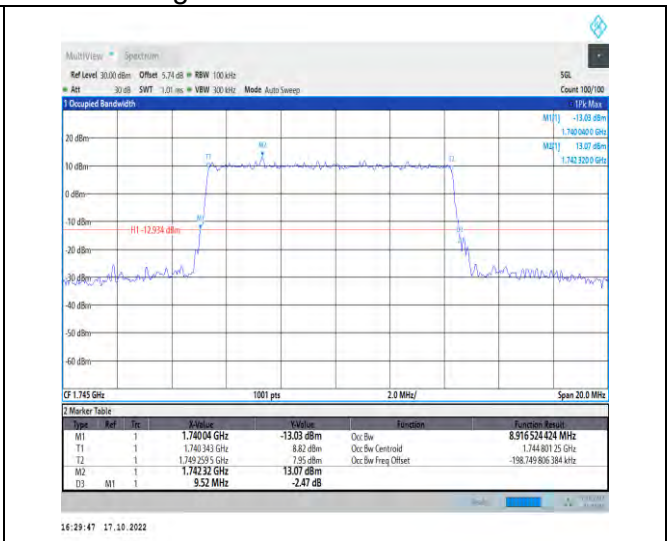 MultiView Spectrum
Ref Level 30.00 dBm Offset 5.74 dB RBW 100 kHz SGL
Att 30 dB SWT 1.01 ms VBW 300 kHz Mode Auto Sweep Count 100/100
1 Occupied Bandwidth 1Pk Max
M1[1] -13.03 dBm
1.740 040 0 GHz
20 dBm
M2[1] 13.07 dBm
1.742 320 0 GHz
M2
T1 T2
10 dBm
0 dBm
-10 dBm
M1
H1 -12.934 dBm
-20 dBm
-30 dBm
-40 dBm
-50 dBm
-60 dBm
CF 1.745 GHz 1001 pts 2.0 MHz/ Span 20.0 MHz
2 Marker Table
Type Ref Trc X-Value Y-Value Function Function Result
M1 1 1.740 04 GHz -13.03 dBm Occ Bw 8.916 524 424 MHz
T1 1 1.740 343 GHz 8.82 dBm Occ Bw Centroid 1.744 801 25 GHz
T2 1 1.749 259 5 GHz 7.95 dBm Occ Bw Freq Offset -198.749 806 384 kHz
M2 1 1.742 32 GHz 13.07 dBm
D3 M1 1 9.52 MHz -2.47 dB
16:29:47 17.10.2022